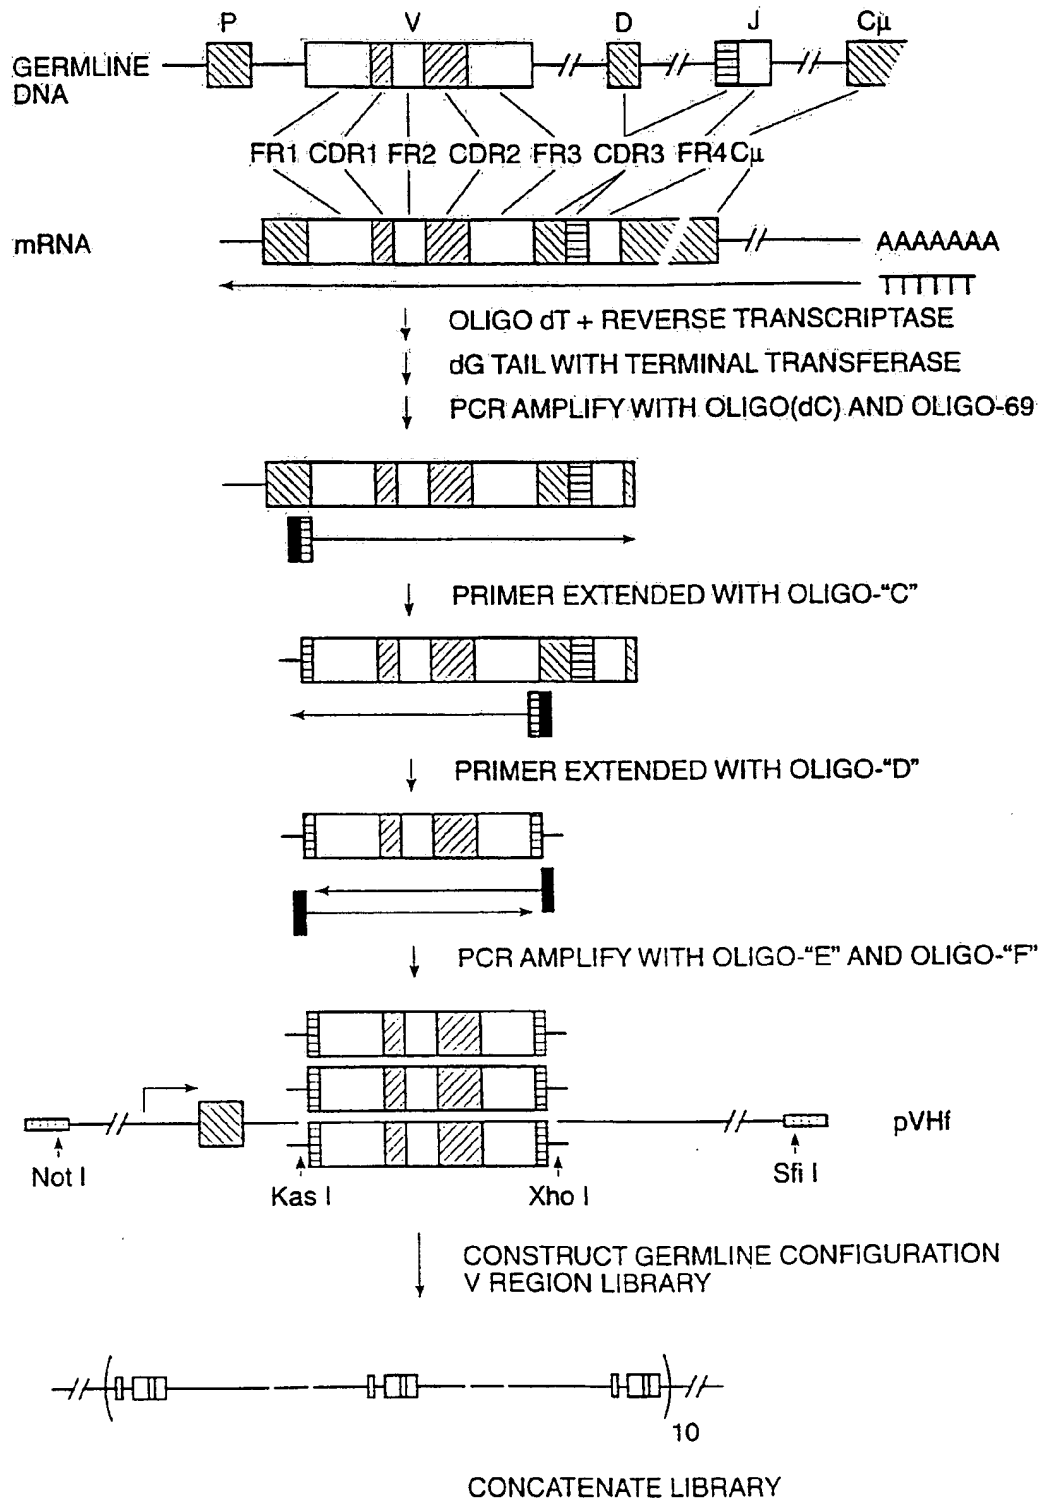 P V D J Cμ
GERMLINE
DNA
FR1 CDR1 FR2 CDR2 FR3 CDR3 FR4 Cμ
mRNA
AAAAAAA
TTTTTT
OLIGO dT + REVERSE TRANSCRIPTASE
dG TAIL WITH TERMINAL TRANSFERASE
PCR AMPLIFY WITH OLIGO(dC) AND OLIGO-69
PRIMER EXTENDED WITH OLIGO-"C"
PRIMER EXTENDED WITH OLIGO-"D"
PCR AMPLIFY WITH OLIGO-"E" AND OLIGO-"F"
pVHf
Not I
Kas I
Xho I
Sfi I
CONSTRUCT GERMLINE CONFIGURATION
V REGION LIBRARY
10
CONCATENATE LIBRARY